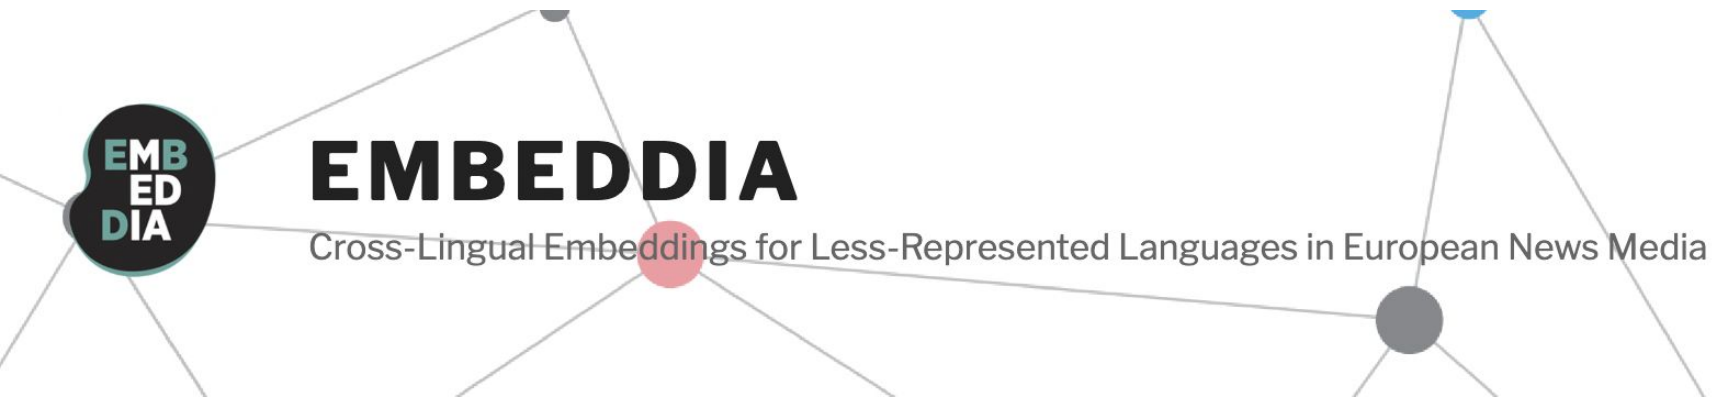 EMB
ED
DIA
EMBEDDIA
Cross-Lingual Embeddings for Less-Represented Languages in European News Media